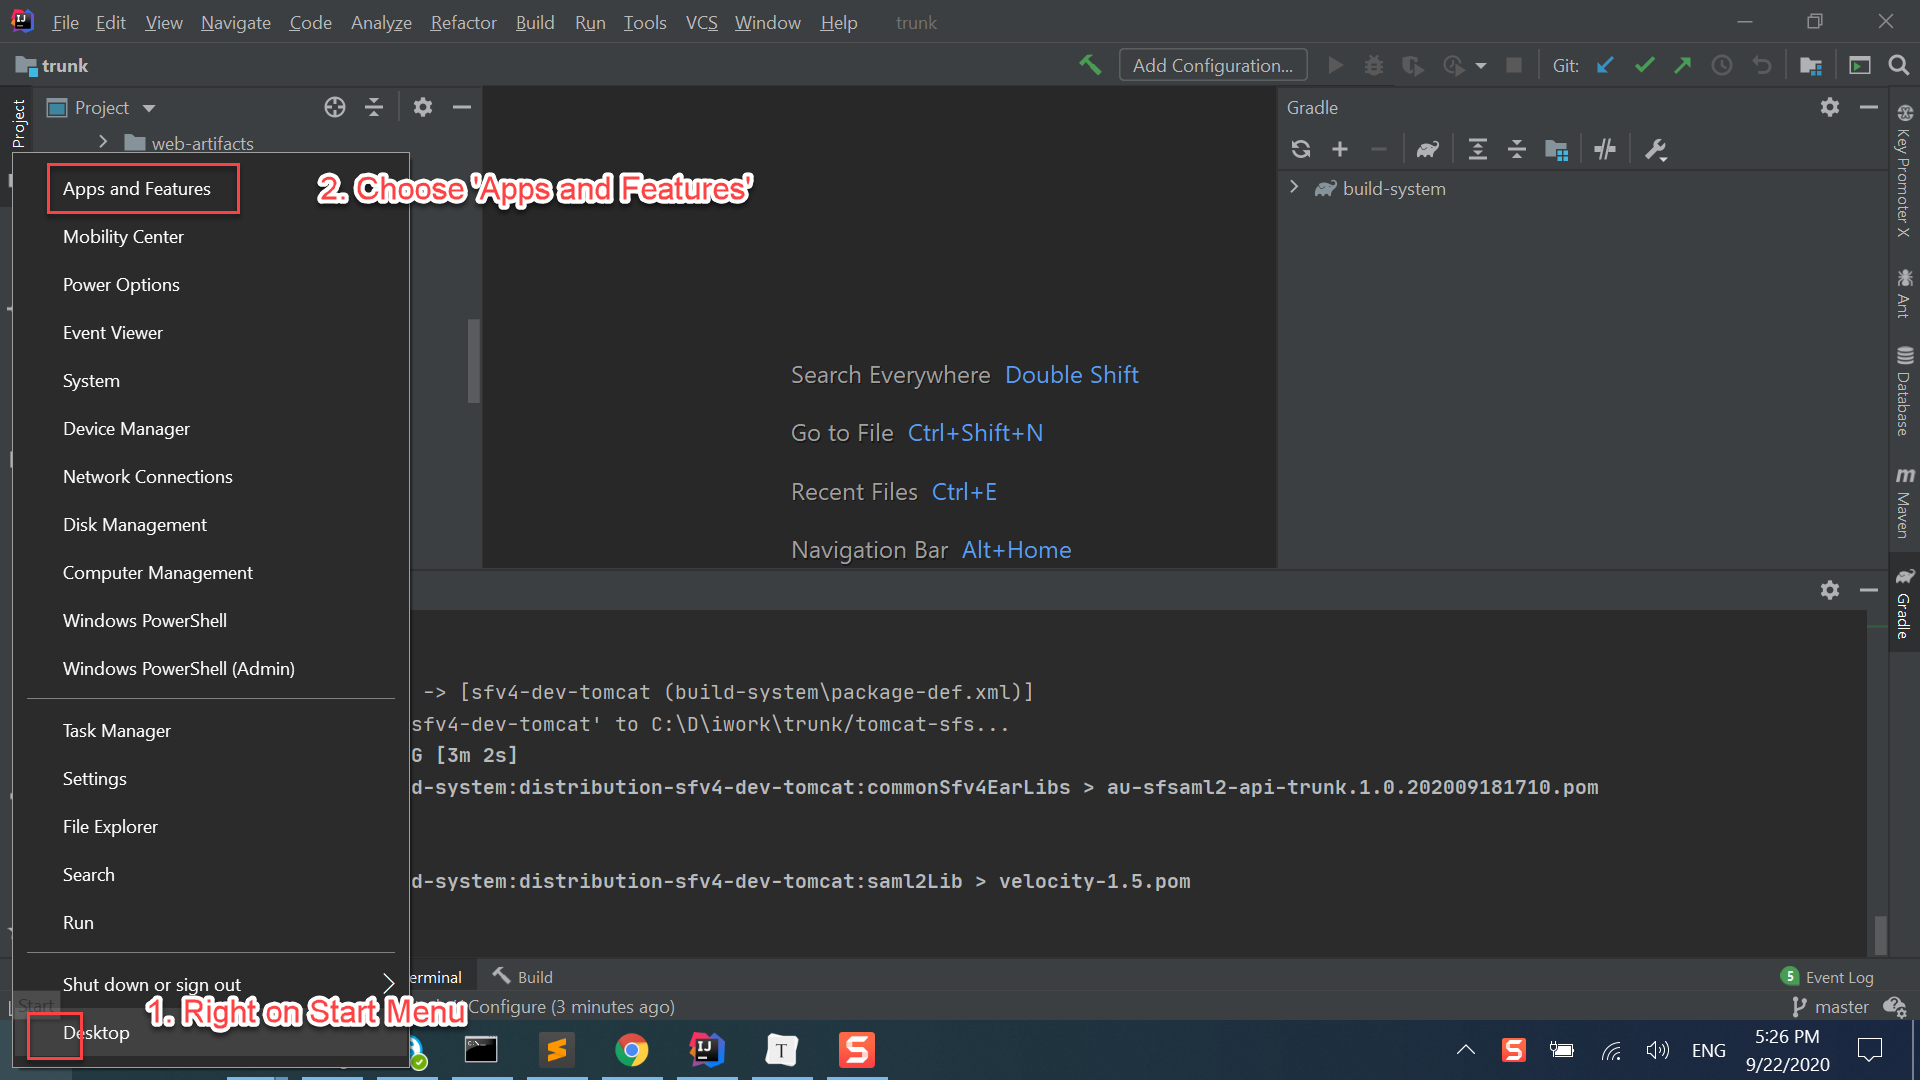 File Edit View Navigate Code Analyze Refactor Build Run Tools VCS Window Help trunk
trunk
Add Configuration...
Git:
Project
Project
web-artifacts
Gradle
build-system
Apps and Features
2. Choose 'Apps and Features'
Mobility Center
Power Options
Event Viewer
System
Device Manager
Network Connections
Disk Management
Computer Management
Windows PowerShell
Windows PowerShell (Admin)
Task Manager
Settings
File Explorer
Search
Run
Shut down or sign out
Desktop
Start
1. Right on Start Menu
Search Everywhere Double Shift
Go to File Ctrl+Shift+N
Recent Files Ctrl+E
Navigation Bar Alt+Home
-> [sfv4-dev-tomcat (build-system\package-def.xml)]
sfv4-dev-tomcat' to C:\D\iwork\trunk/tomcat-sfs...
G [3m 2s]
d-system:distribution-sfv4-dev-tomcat:commonSfv4EarLibs > au-sfsaml2-api-trunk.1.0.202009181710.pom
d-system:distribution-sfv4-dev-tomcat:saml2Lib > velocity-1.5.pom
erminal
Build
5 Event Log
Configure (3 minutes ago)
master
Key Promoter X
Ant
Database
m
Maven
Gradle
IJ
T
S
S
ENG
5:26 PM
9/22/2020